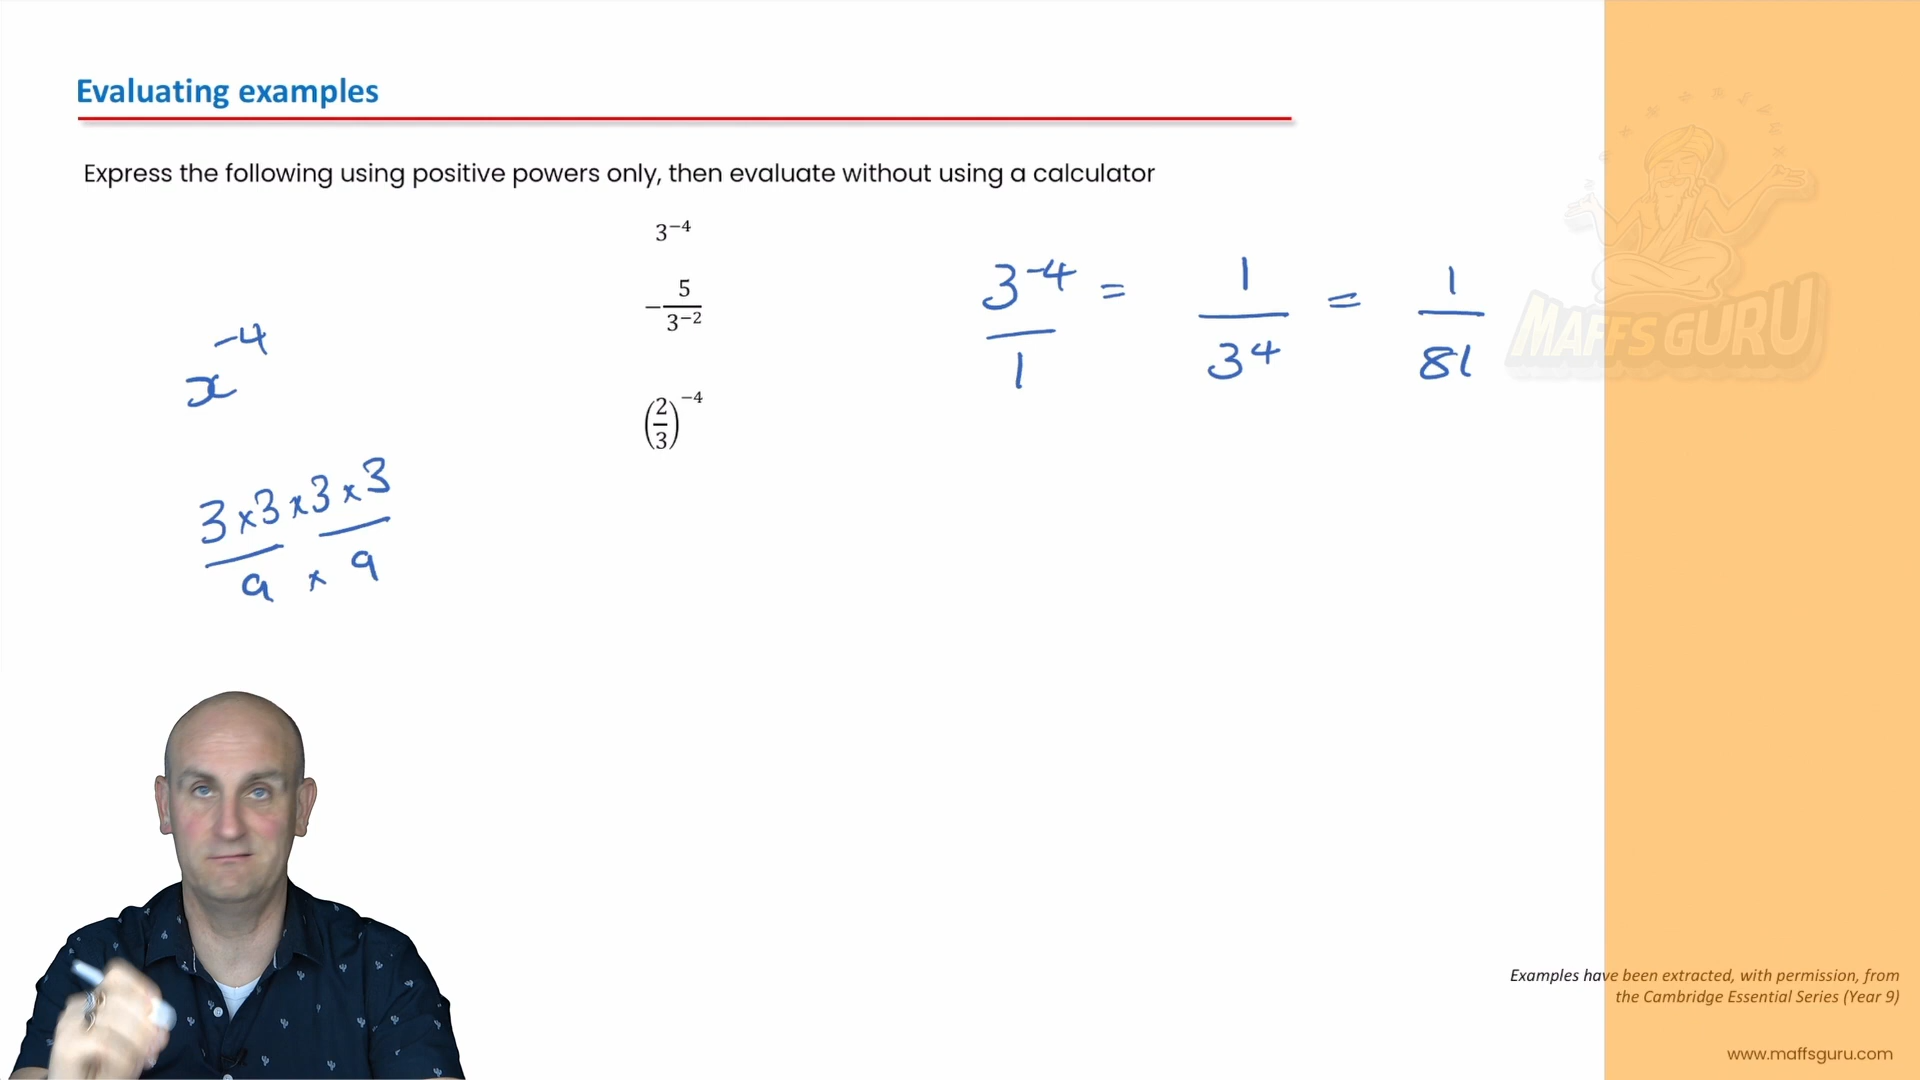 Evaluating examples
Express the following using positive powers only, then evaluate without using a calculator
3⁻⁴
−5/3⁻²
(2/3)⁻⁴
3⁻⁴/1 = 1/3⁴ = 1/81
x⁻⁴
3×3×3×3
9 × 9
MAFFS GURU
Examples have been extracted, with permission, from
the Cambridge Essential Series (Year 9)
www.maffsguru.com